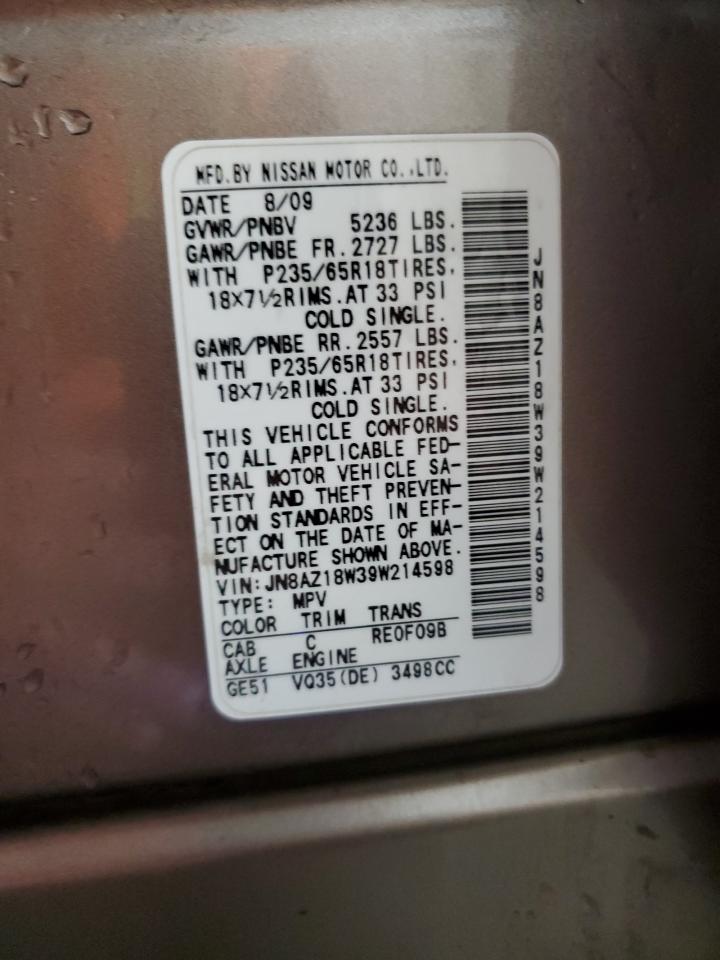 MFD.BY NISSAN MOTOR CO.,LTD.
DATE 8/09
GVWR/PNBV 5236 LBS.
GAWR/PNBE FR.2727 LBS.
WITH P235/65R18TIRES,
18X7½RIMS.AT 33 PSI
COLD SINGLE.
GAWR/PNBE RR.2557 LBS.
WITH P235/65R18TIRES,
18X7½RIMS.AT 33 PSI
COLD SINGLE.
THIS VEHICLE CONFORMS
TO ALL APPLICABLE FED-
ERAL MOTOR VEHICLE SA-
FETY AND THEFT PREVEN-
TION STANDARDS IN EFF-
ECT ON THE DATE OF MA-
NUFACTURE SHOWN ABOVE.
VIN:JN8AZ18W39W214598
TYPE: MPV
COLOR TRIM TRANS
CAB C RE0F09B
AXLE ENGINE
GE51 VQ35(DE) 3498CC
JN8AZ18W39W214598